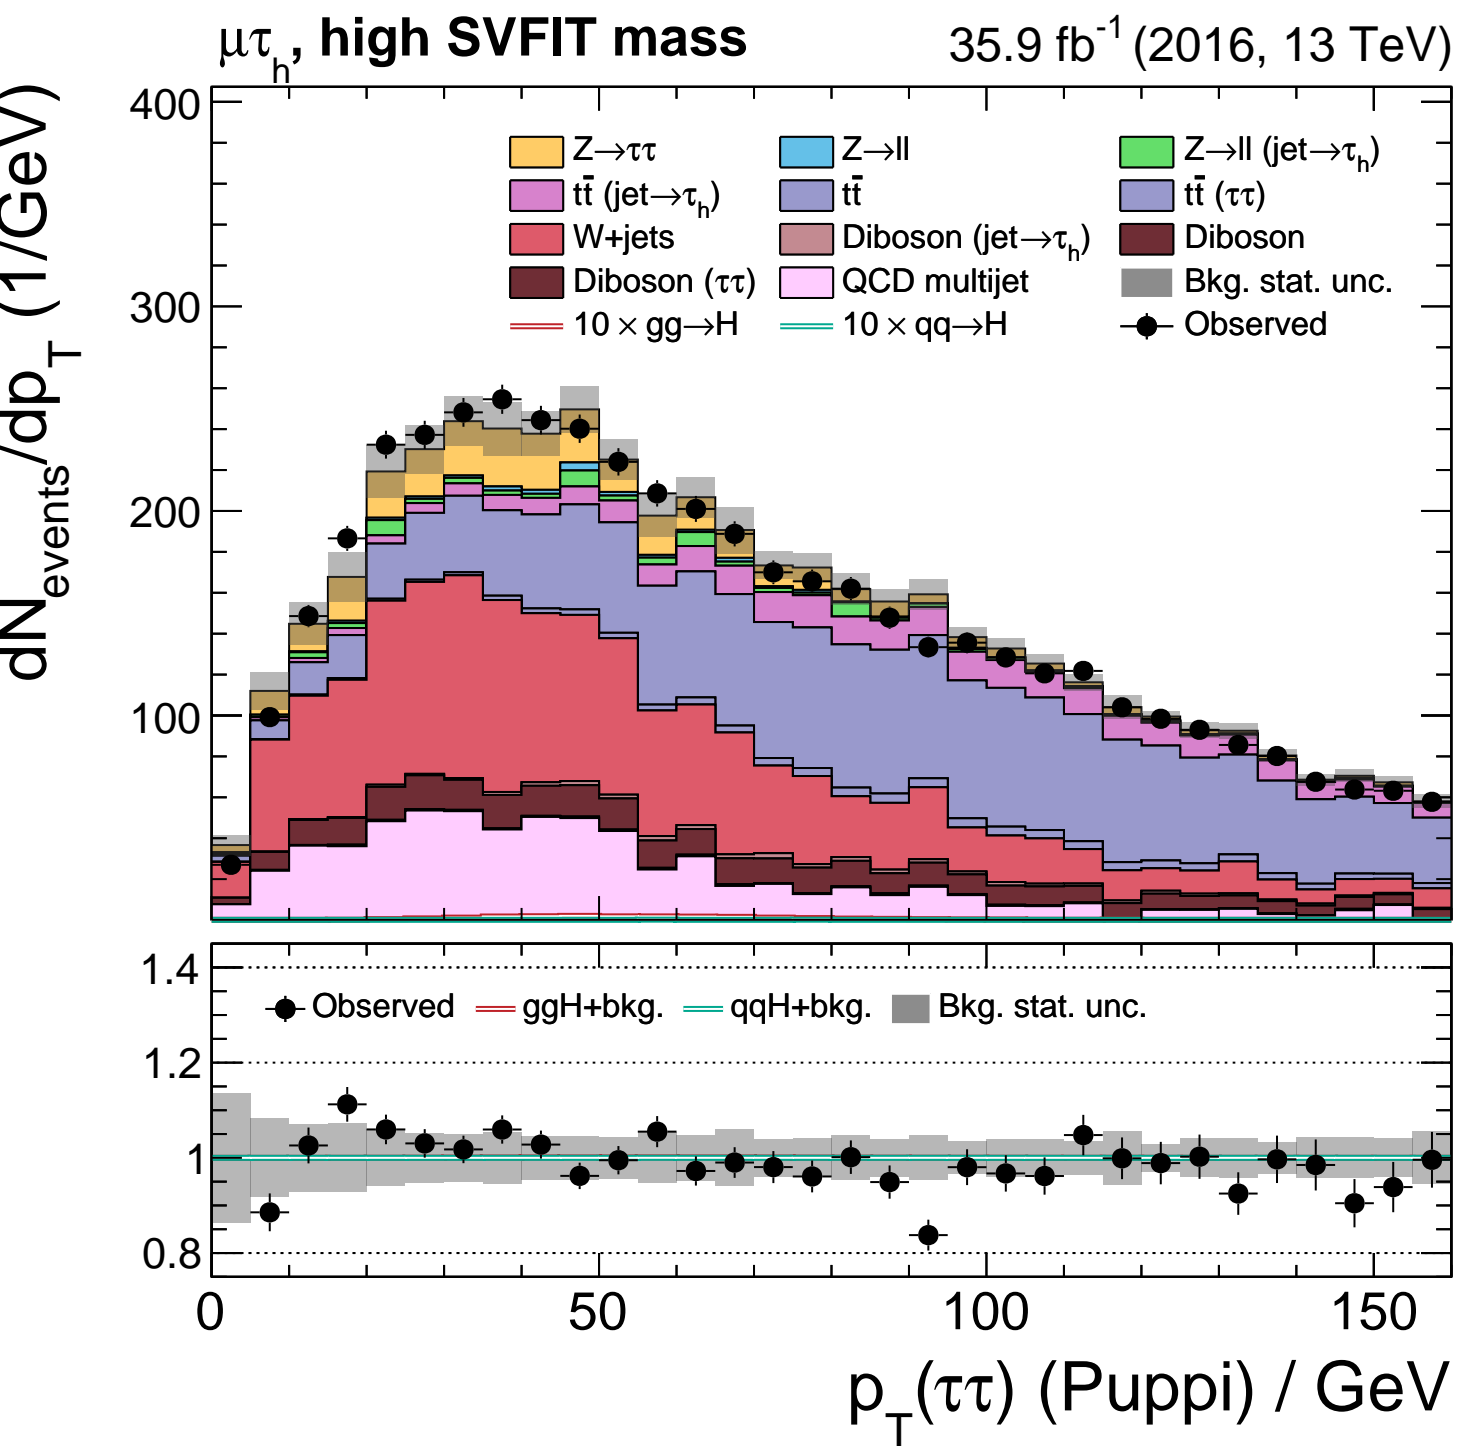 μτ_h, high SVFIT mass 35.9 fb⁻¹ (2016, 13 TeV)
dN_events/dp_T (1/GeV)
400
300
200
100
Z→ττ Z→ll Z→ll (jet→τ_h)
tt̄ (jet→τ_h) tt̄ tt̄ (ττ)
W+jets Diboson (jet→τ_h) Diboson
Diboson (ττ) QCD multijet Bkg. stat. unc.
10 × gg→H 10 × qq→H Observed
1.4
1.2
1
0.8
Observed ggH+bkg. qqH+bkg. Bkg. stat. unc.
0 50 100 150
p_T(ττ) (Puppi) / GeV